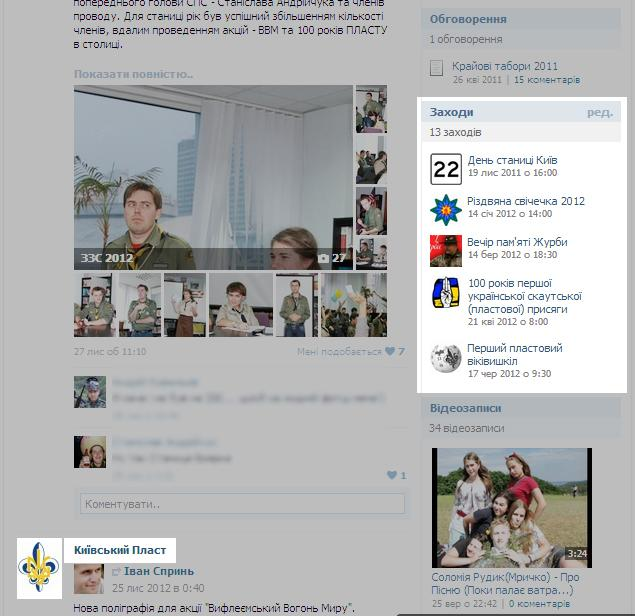 попереднього голови СПС - Станіслава Андрійчука та членів
проводу. Для станиці рік був успішний збільшенням кількості
членів, вдалим проведенням акцій - ВВМ та 100 років ПЛАСТУ
в столиці.
Показати повністю..
ЗЗС 2012
27
27 лис об 11:10
Мені подобається 7
1
Коментувати..
Київський Пласт
Іван Спринь
25 лис 2012 в 0:40
Нова поліграфія для акції "Вифлеємський Вогонь Миру".
Обговорення
1 обговорення
Крайові табори 2011
26 кві 2011 | 15 коментарів
Заходи ред.
13 заходів
22
День станиці Київ
19 лис 2011 о 16:00
Різдвяна свічечка 2012
14 січ 2012 о 14:00
Вечір пам'яті Журби
14 бер 2012 о 18:30
100 років першої
української скаутської
(пластової) присяги
21 кві 2012 о 8:00
Перший пластовий
віківишкіл
17 чер 2012 о 9:30
Відеозаписи
34 відеозаписи
3:24
Соломія Рудик(Мричко) - Про
Пісню (Поки палає ватра...)
25 вер о 22:42 | 0 коментарів